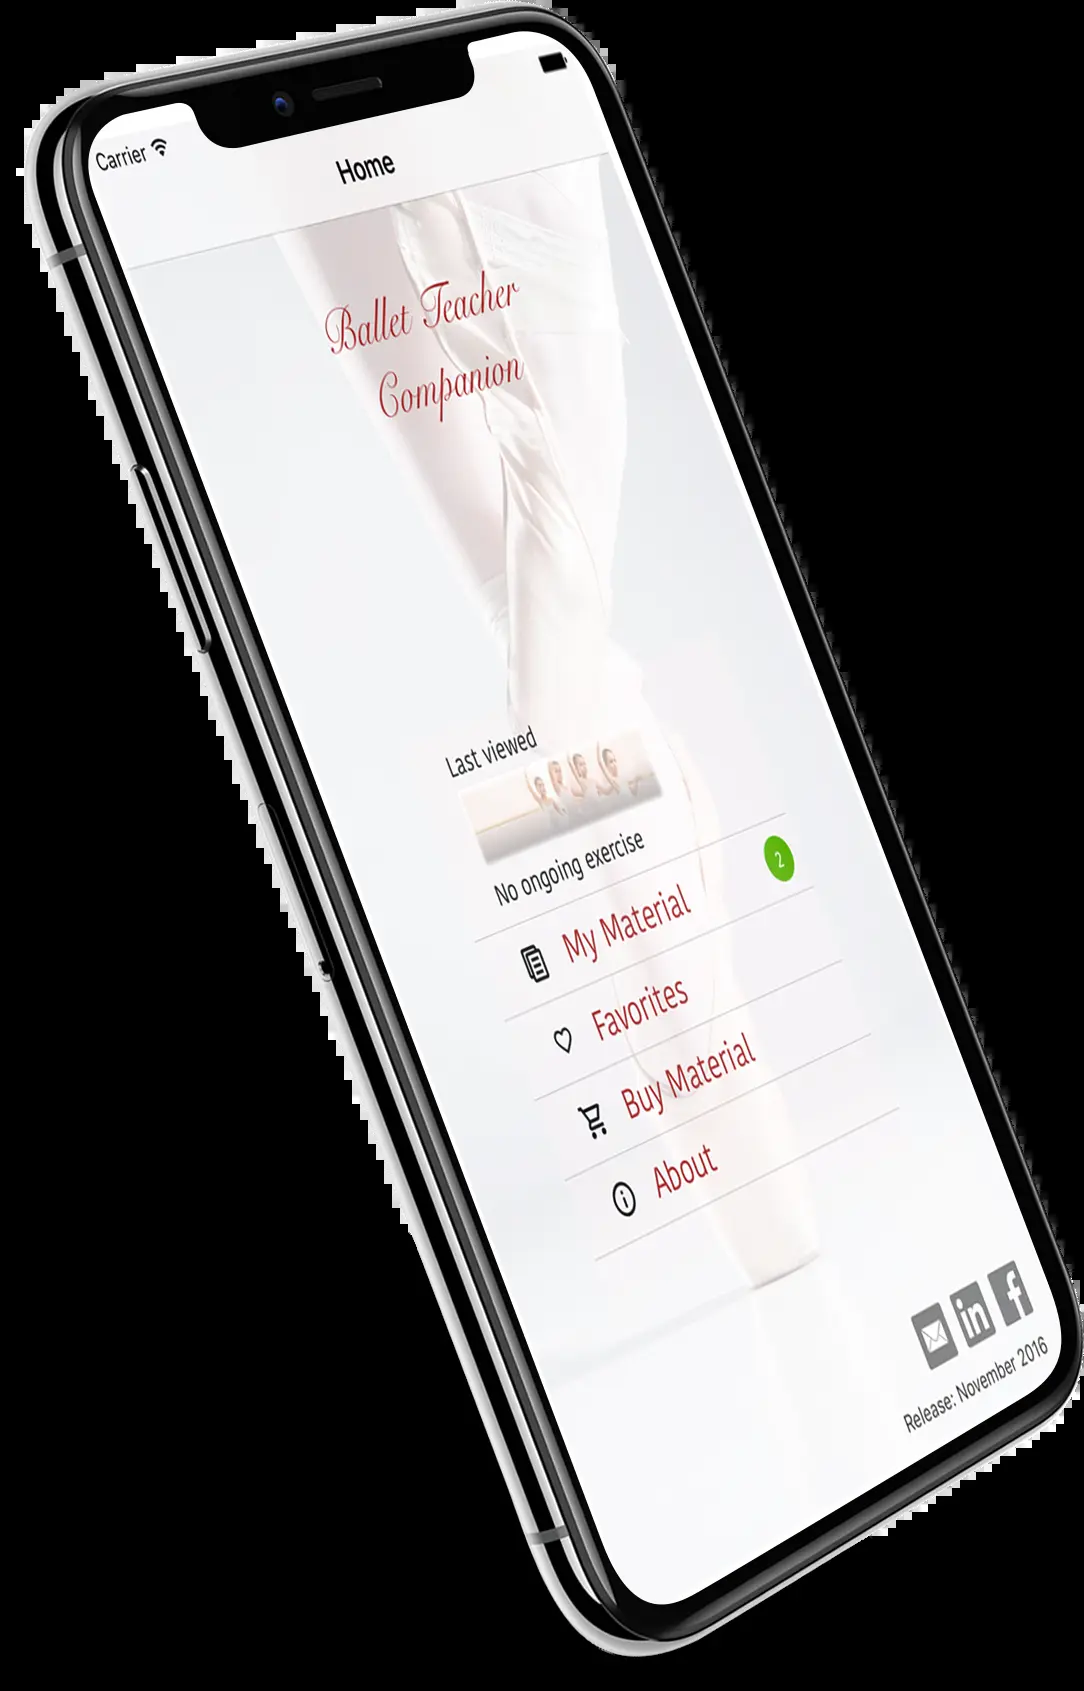 Carrier
Home
Ballet Teacher
Companion
Last viewed
No ongoing exercise
My Material
2
Favorites
Buy Material
About
in f
Release: November 2016